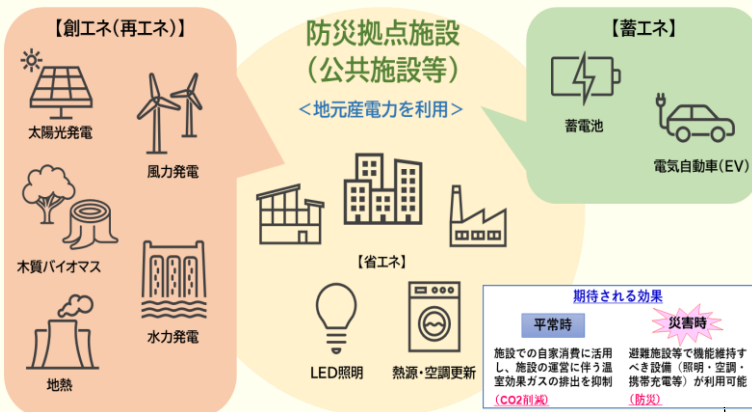 【創エネ(再エネ)】
太陽光発電
風力発電
木質バイオマス
水力発電
地熱
防災拠点施設
（公共施設等）
＜地元産電力を利用＞
【省エネ】
LED照明
熱源・空調更新
【蓄エネ】
蓄電池
電気自動車(EV)
期待される効果
平常時
施設での自家消費に活用
し、施設の運営に伴う温
室効果ガスの排出を抑制
(CO2削減)
災害時
避難施設等で機能維持す
べき設備（照明・空調・
携帯充電等）が利用可能
(防災)